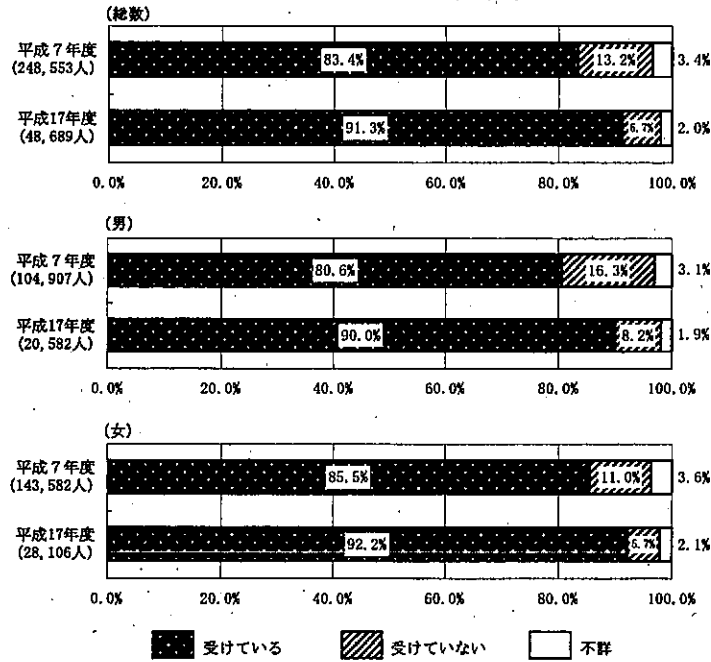 (総数)
平成7年度
(248,553人)
83.4%
13.2%
3.4%
平成17年度
(48,689人)
91.3%
6.7%
2.0%
0.0% 20.0% 40.0% 60.0% 80.0% 100.0%
(男)
平成7年度
(104,907人)
80.6%
16.3%
3.1%
平成17年度
(20,582人)
90.0%
8.2%
1.9%
0.0% 20.0% 40.0% 60.0% 80.0% 100.0%
(女)
平成7年度
(143,582人)
85.5%
11.0%
3.6%
平成17年度
(28,106人)
92.2%
5.7%
2.1%
0.0% 20.0% 40.0% 60.0% 80.0% 100.0%
受けている 受けていない 不詳